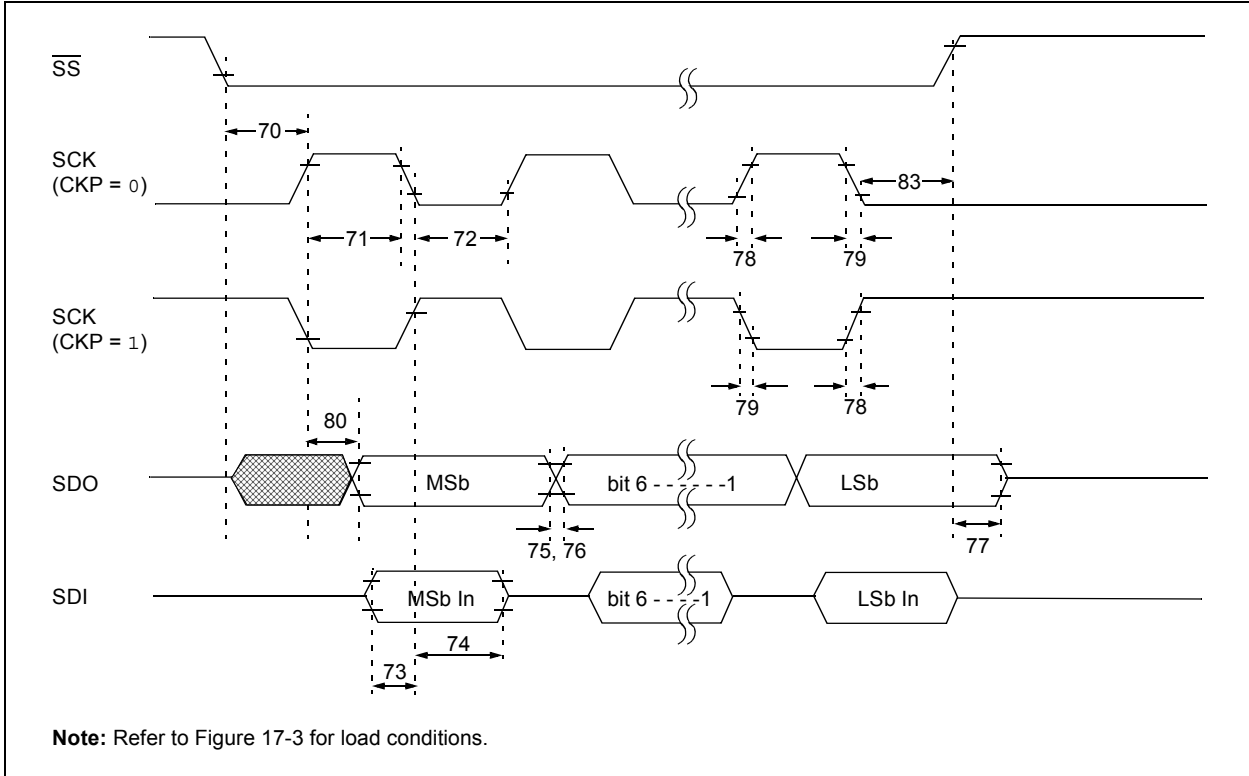 SS
70
SCK
(CKP = 0)
83
71
72
78
79
SCK
(CKP = 1)
79
78
80
SDO
MSb
bit 6 - - - - - - -1
LSb
75, 76
77
SDI
MSb In
bit 6 - - - - -1
LSb In
74
73
Note: Refer to Figure 17-3 for load conditions.